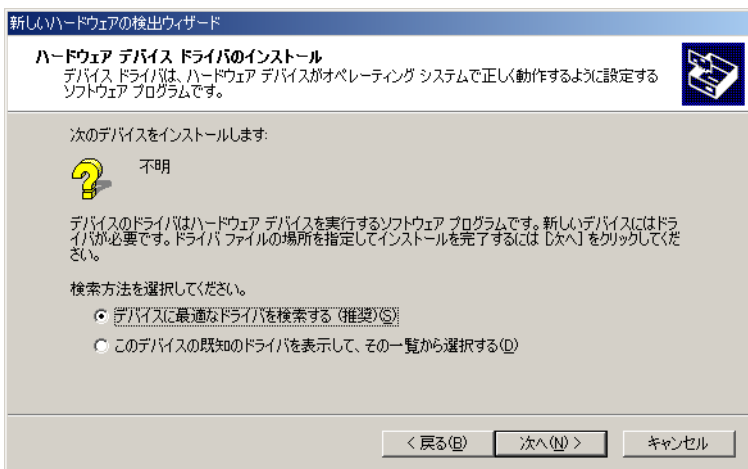 新しいハードウェアの検出ウィザード
ハードウェア デバイス ドライバのインストール
デバイス ドライバは、ハードウェア デバイスがオペレーティング システムで正しく動作するように設定する
ソフトウェア プログラムです。
次のデバイスをインストールします:
不明
デバイスのドライバはハードウェア デバイスを実行するソフトウェア プログラムです。新しいデバイスにはドラ
イバが必要です。ドライバ ファイルの場所を指定してインストールを完了するには [次へ] をクリックしてくだ
さい。
検索方法を選択してください。
デバイスに最適なドライバを検索する (推奨)(S)
このデバイスの既知のドライバを表示して、その一覧から選択する(D)
< 戻る(B) 次へ(N) > キャンセル